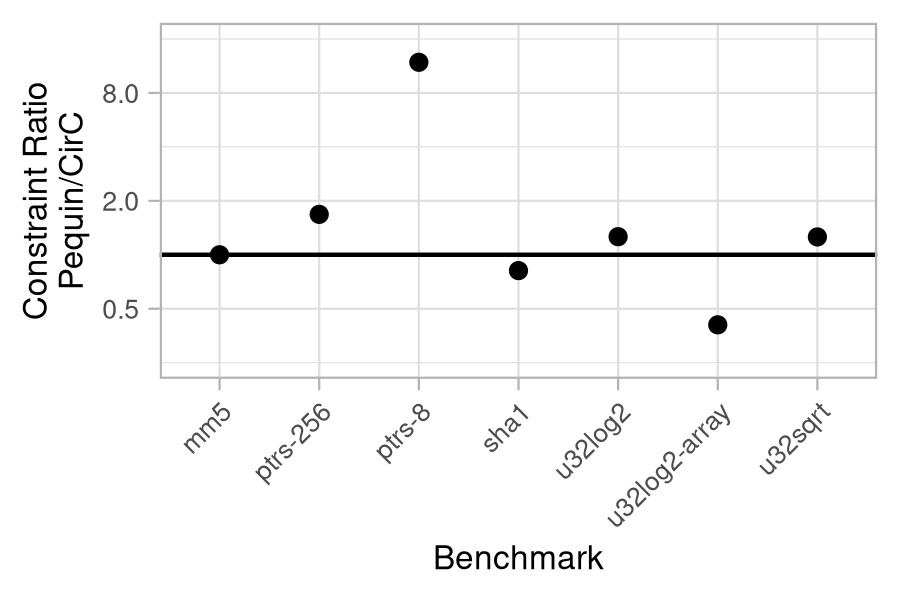 Constraint Ratio
Pequin/CirC
8.0
2.0
0.5
mm5
ptrs-256
ptrs-8
sha1
u32log2
u32log2-array
u32sqrt
Benchmark